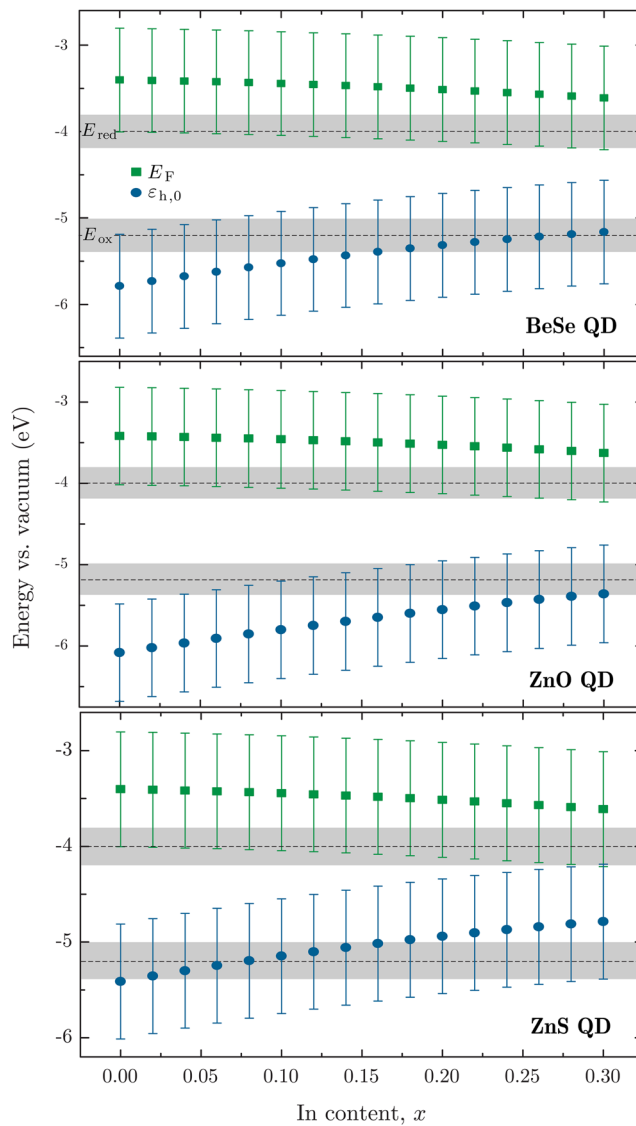 -3
-4
-5
-6
E_red
E_F
ε_h,0
E_ox
BeSe QD
-3
-4
-5
-6
ZnO QD
-3
-4
-5
-6
ZnS QD
Energy vs. vacuum (eV)
0.00 0.05 0.10 0.15 0.20 0.25 0.30
In content, x